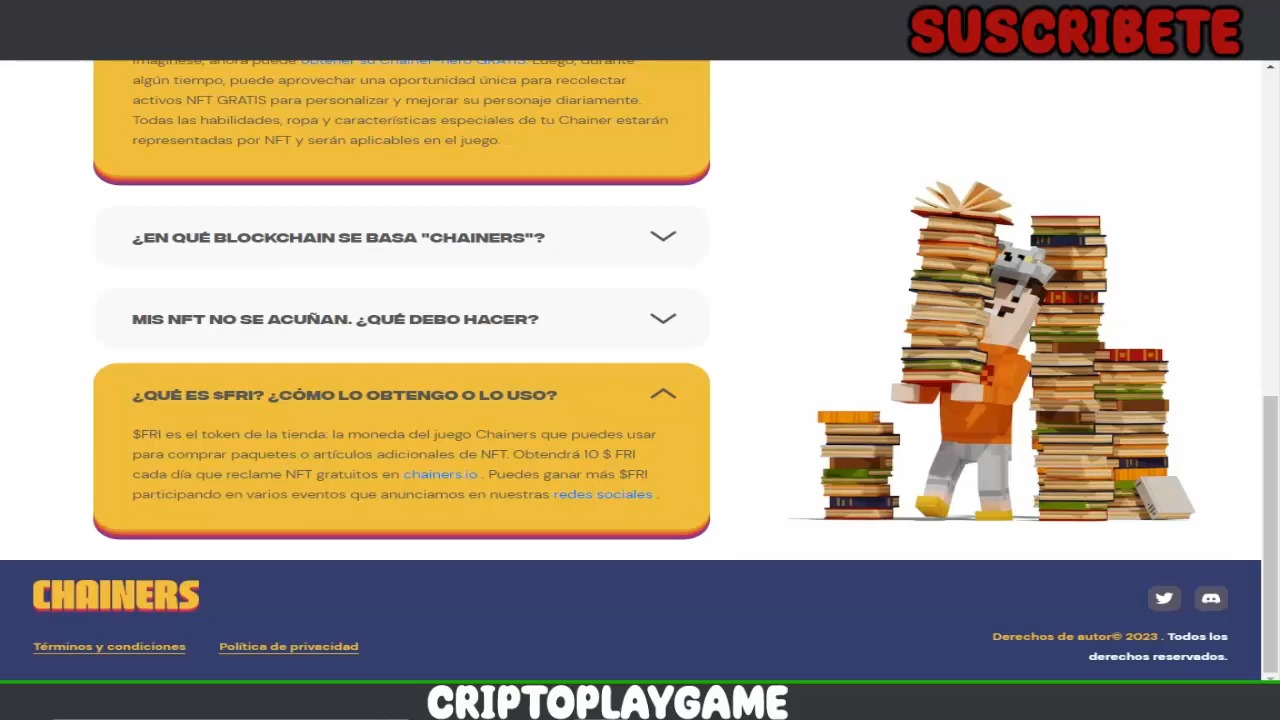 SUSCRIBETE
Imagínese, ahora puede obtener su Chainer-héro GRATIS. Luego, durante
algún tiempo, puede aprovechar una oportunidad única para recolectar
activos NFT GRATIS para personalizar y mejorar su personaje diariamente.
Todas las habilidades, ropa y características especiales de tu Chainer estarán
representadas por NFT y serán aplicables en el juego.
¿EN QUÉ BLOCKCHAIN SE BASA "CHAINERS"?
MIS NFT NO SE ACUÑAN. ¿QUÉ DEBO HACER?
¿QUÉ ES $FRI? ¿CÓMO LO OBTENGO O LO USO?
$FRI es el token de la tienda: la moneda del juego Chainers que puedes usar
para comprar paquetes o artículos adicionales de NFT. Obtendrá 10 $ FRI
cada día que reclame NFT gratuitos en chainers.io . Puedes ganar más $FRI
participando en varios eventos que anunciamos en nuestras redes sociales .
CHAINERS
Términos y condiciones
Política de privacidad
Derechos de autor© 2023 . Todos los
derechos reservados.
CRIPTOPLAYGAME